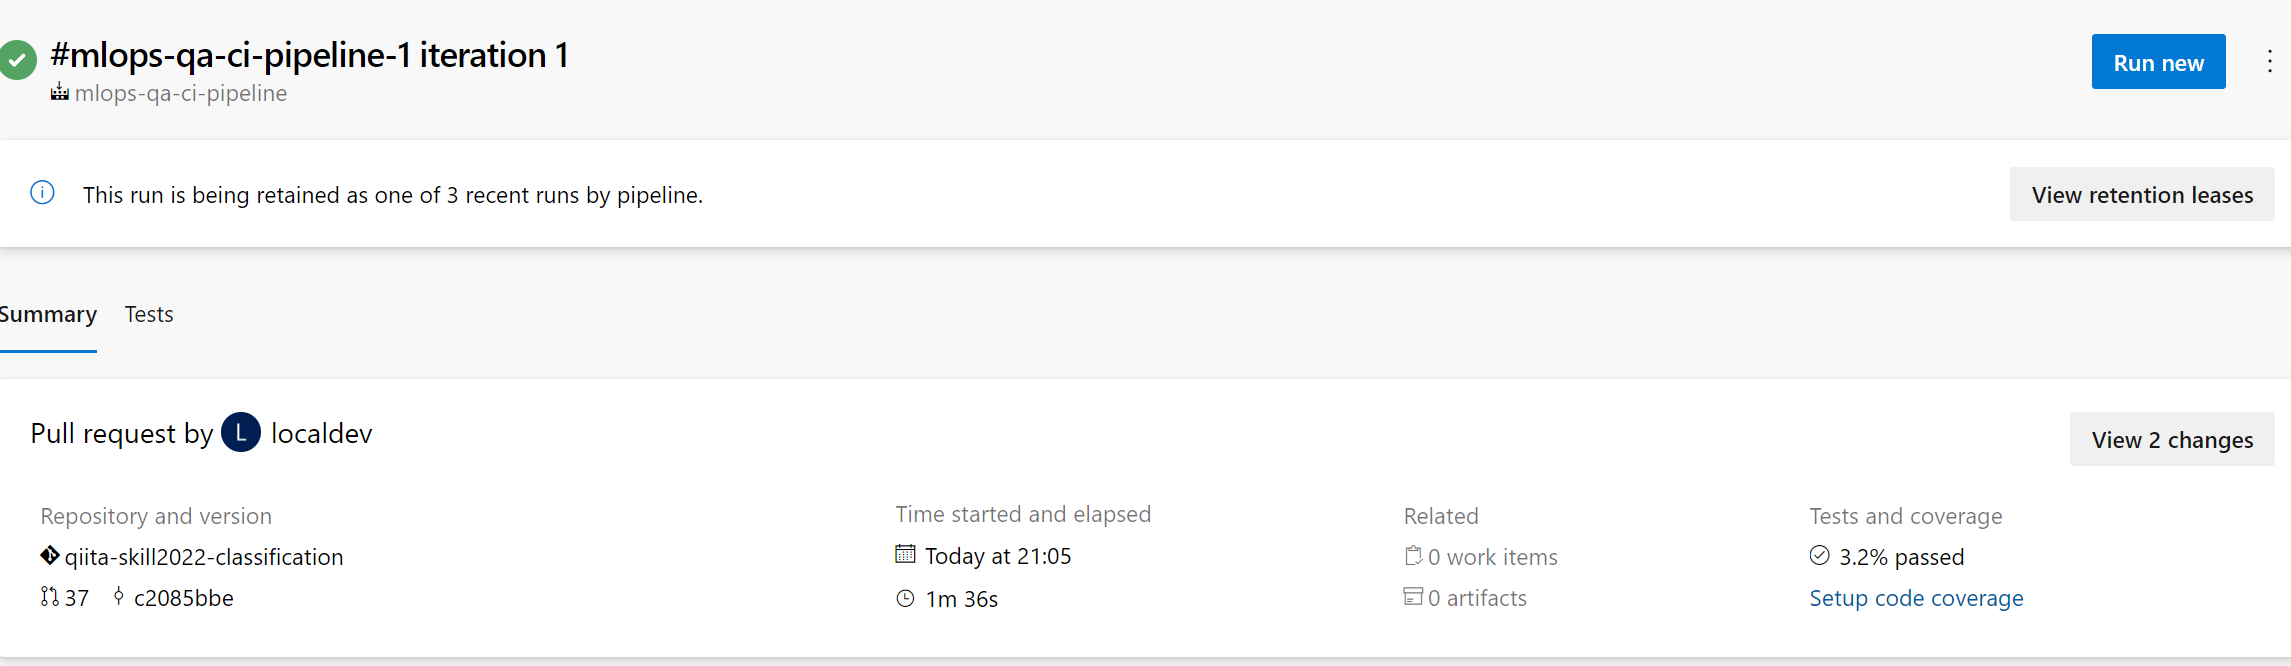 #mlops-qa-ci-pipeline-1 iteration 1
mlops-qa-ci-pipeline
Run new
This run is being retained as one of 3 recent runs by pipeline.
View retention leases
Summary
Tests
Pull request by L localdev
View 2 changes
Repository and version
qiita-skill2022-classification
37 c2085bbe
Time started and elapsed
Today at 21:05
1m 36s
Related
0 work items
0 artifacts
Tests and coverage
3.2% passed
Setup code coverage